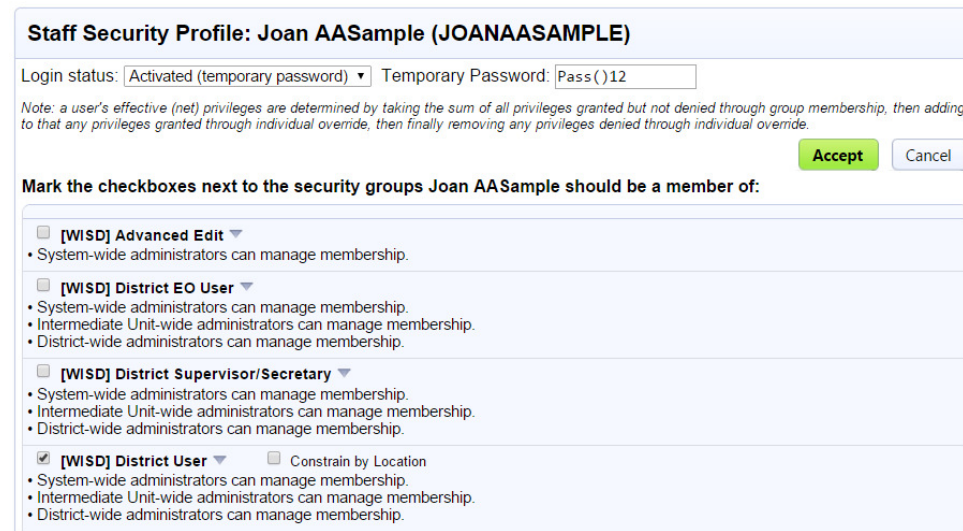 Staff Security Profile: Joan AASample (JOANAASAMPLE)
Login status: Activated (temporary password) Temporary Password: Pass()12
Note: a user's effective (net) privileges are determined by taking the sum of all privileges granted but not denied through group membership, then adding
to that any privileges granted through individual override, then finally removing any privileges denied through individual override.
Accept Cancel
Mark the checkboxes next to the security groups Joan AASample should be a member of:
[WISD] Advanced Edit
• System-wide administrators can manage membership.
[WISD] District EO User
• System-wide administrators can manage membership.
• Intermediate Unit-wide administrators can manage membership.
• District-wide administrators can manage membership.
[WISD] District Supervisor/Secretary
• System-wide administrators can manage membership.
• Intermediate Unit-wide administrators can manage membership.
• District-wide administrators can manage membership.
[WISD] District User Constrain by Location
• System-wide administrators can manage membership.
• Intermediate Unit-wide administrators can manage membership.
• District-wide administrators can manage membership.